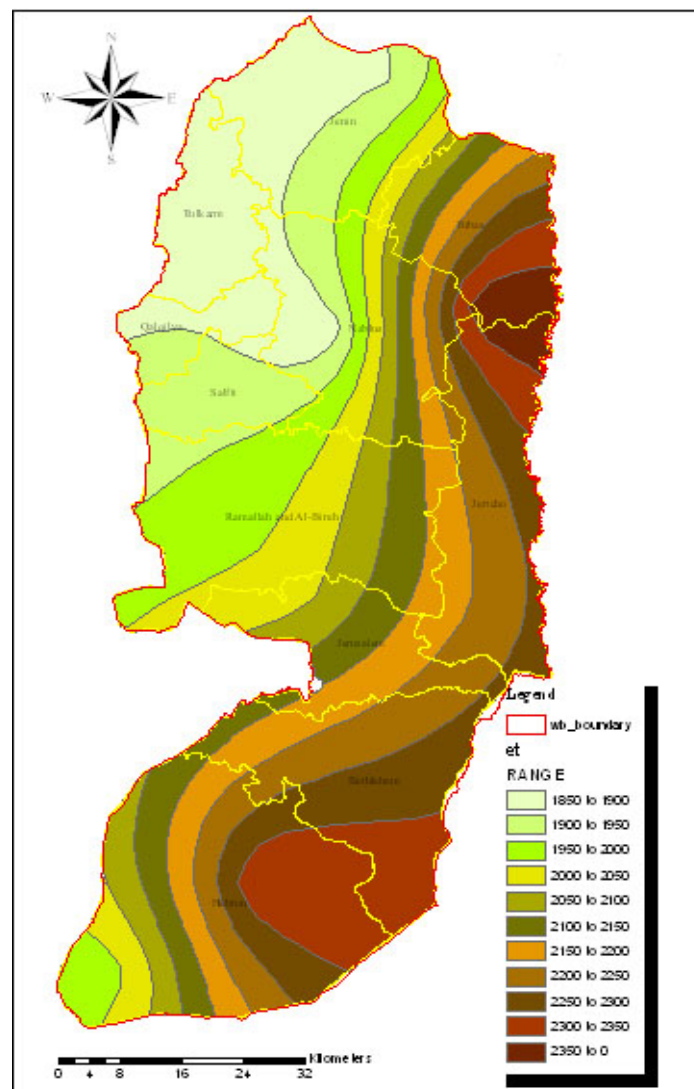 N
W E
S
Jenin
Tulkarm
Tubas
Qalqilya
Nablus
Salfit
Ramallah and Al-Bireh
Jericho
Jerusalem
Bethlehem
Hebron
Legend
wb_boundary
et
RANGE
1850 to 1900
1900 to 1950
1950 to 2000
2000 to 2050
2050 to 2100
2100 to 2150
2150 to 2200
2200 to 2250
2250 to 2300
2300 to 2350
2350 to 0
Kilometers
0 4 8 16 24 32